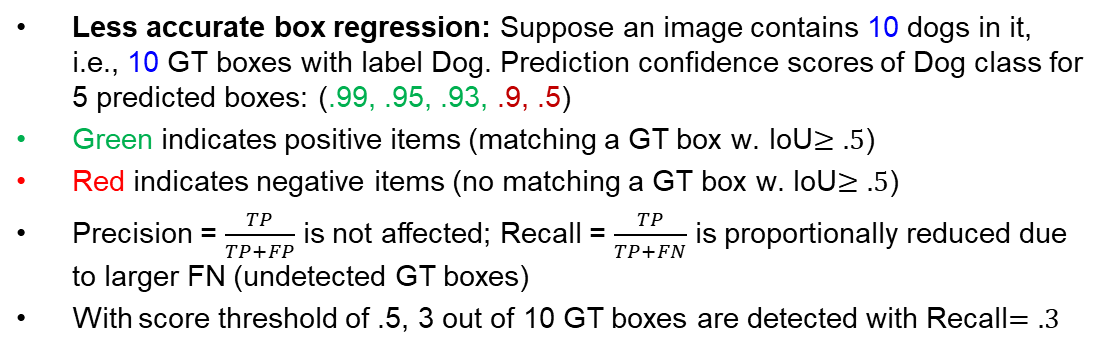 • Less accurate box regression: Suppose an image contains 10 dogs in it,
i.e., 10 GT boxes with label Dog. Prediction confidence scores of Dog class for
5 predicted boxes: (.99, .95, .93, .9, .5)
• Green indicates positive items (matching a GT box w. IoU≥ .5)
• Red indicates negative items (no matching a GT box w. IoU≥ .5)
• Precision = TP/(TP+FP) is not affected; Recall = TP/(TP+FN) is proportionally reduced due
to larger FN (undetected GT boxes)
• With score threshold of .5, 3 out of 10 GT boxes are detected with Recall= .3